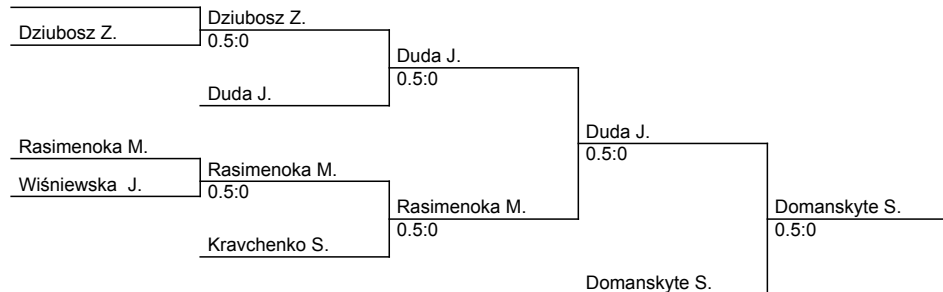 Dziubosz Z.
Dziubosz Z.
0.5:0
Duda J.
Duda J.
0.5:0
Rasimenoka M.
Wiśniewska J.
Rasimenoka M.
0.5:0
Kravchenko S.
Rasimenoka M.
0.5:0
Duda J.
0.5:0
Domanskyte S.
Domanskyte S.
0.5:0